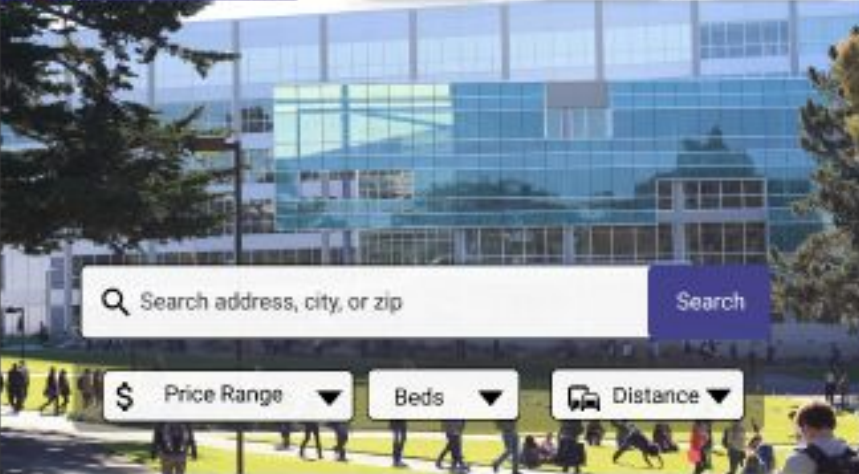 Search address, city, or zip
Search
$ Price Range
Beds
Distance